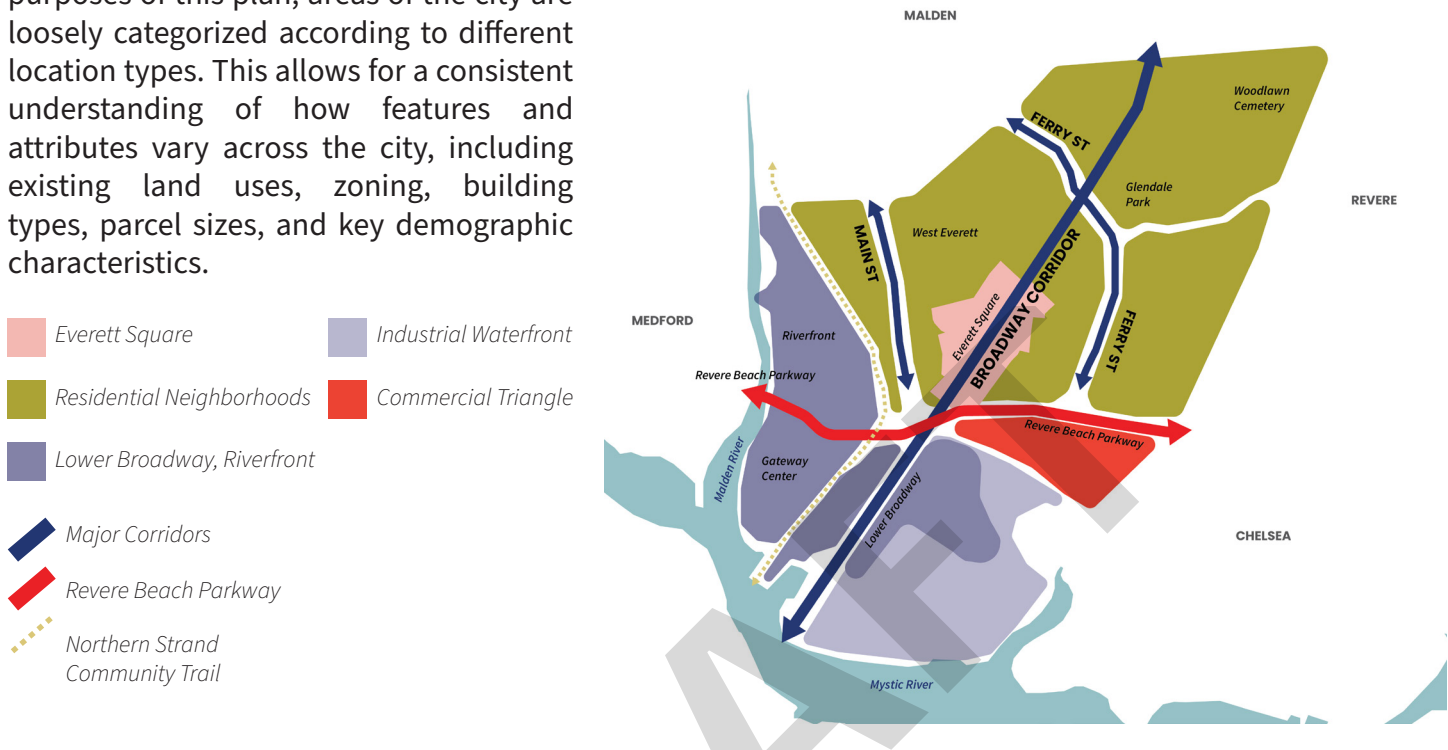 purposes of this plan, areas of the city are
loosely categorized according to different
location types. This allows for a consistent
understanding of how features and
attributes vary across the city, including
existing land uses, zoning, building
types, parcel sizes, and key demographic
characteristics.
Everett Square
Industrial Waterfront
Residential Neighborhoods
Commercial Triangle
Lower Broadway, Riverfront
Major Corridors
Revere Beach Parkway
Northern Strand
Community Trail
MALDEN
Woodlawn
Cemetery
FERRY ST
Glendale
Park
REVERE
West Everett
MAIN ST
BROADWAY CORRIDOR
Everett Square
MEDFORD
Riverfront
FERRY ST
Revere Beach Parkway
Revere Beach Parkway
Malden River
Gateway
Center
Lower Broadway
CHELSEA
Mystic River